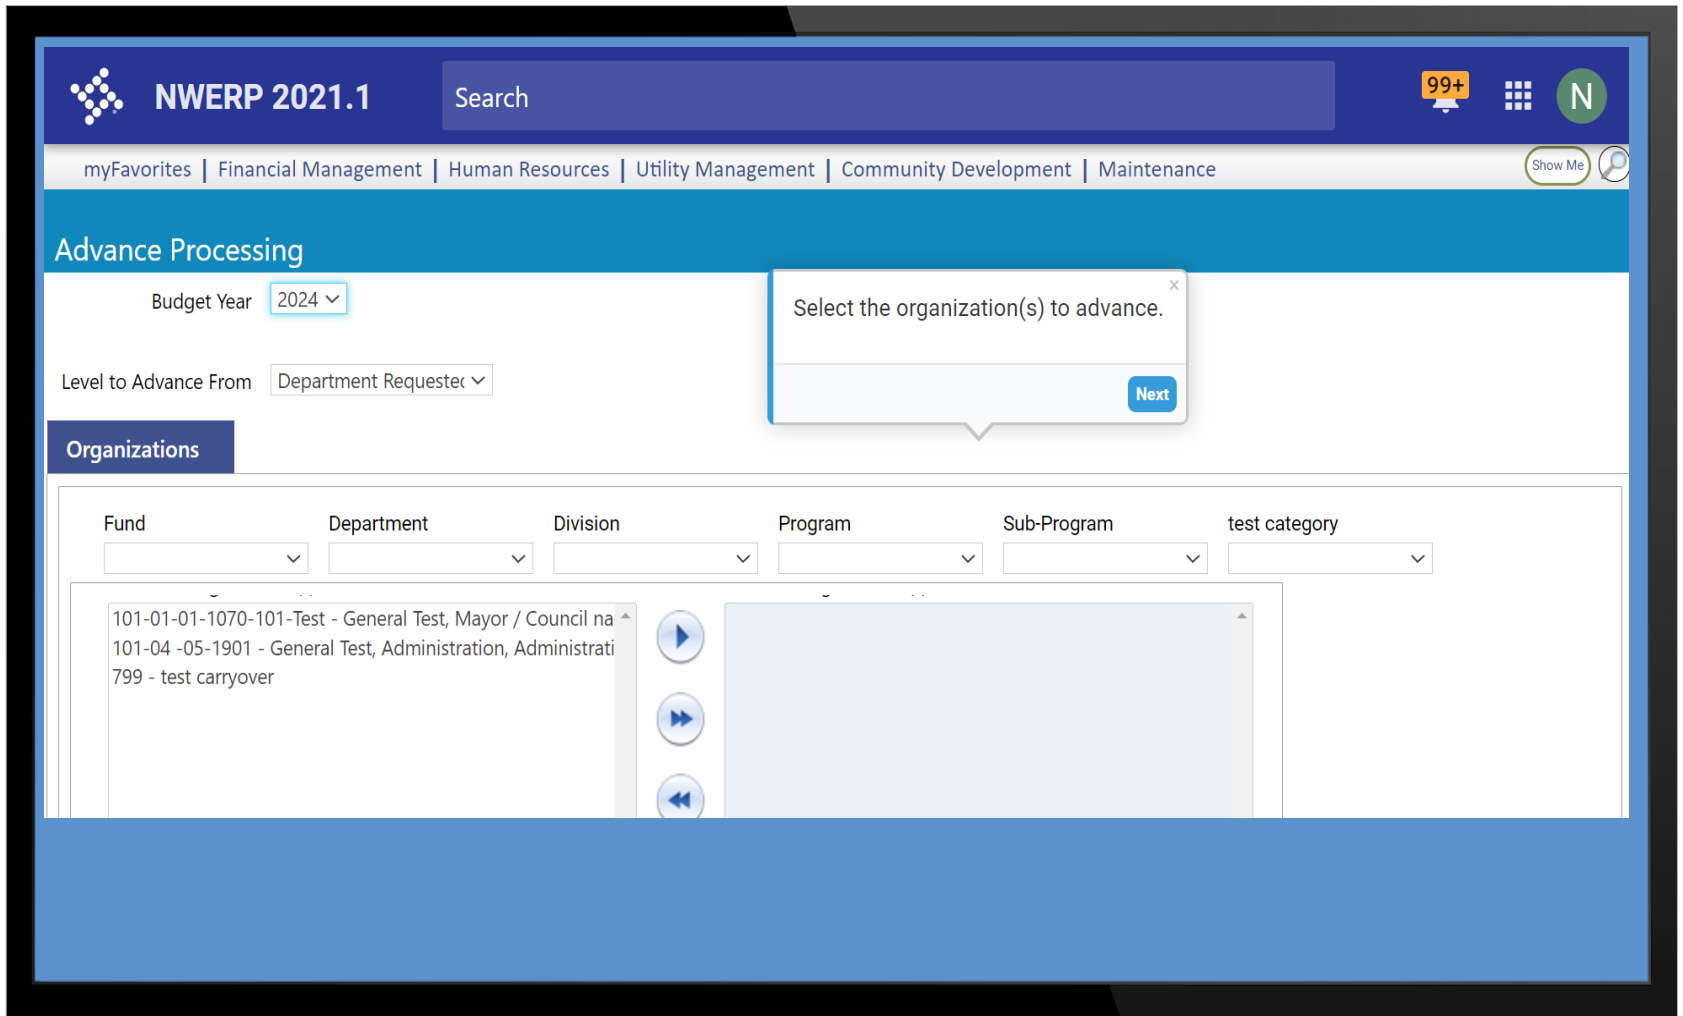 NWERP 2021.1 Search 99+ N
myFavorites | Financial Management | Human Resources | Utility Management | Community Development | Maintenance Show Me
Advance Processing
Budget Year 2024
Select the organization(s) to advance.
x
Level to Advance From Department Requested
Next
Organizations
Fund Department Division Program Sub-Program test category
101-01-01-1070-101-Test - General Test, Mayor / Council na
101-04 -05-1901 - General Test, Administration, Administrati
799 - test carryover